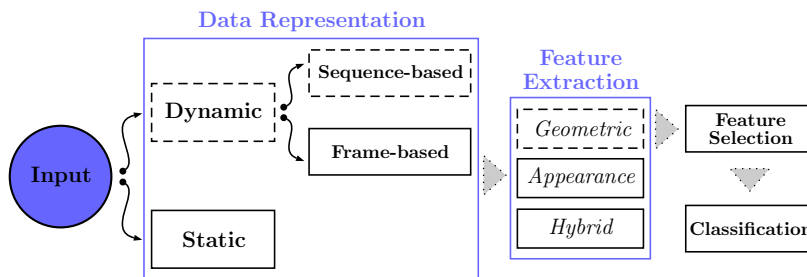 Data Representation
Feature
Extraction
Sequence-based
Dynamic
Geometric
Feature
Selection
Frame-based
Input
Appearance
Static
Hybrid
Classification